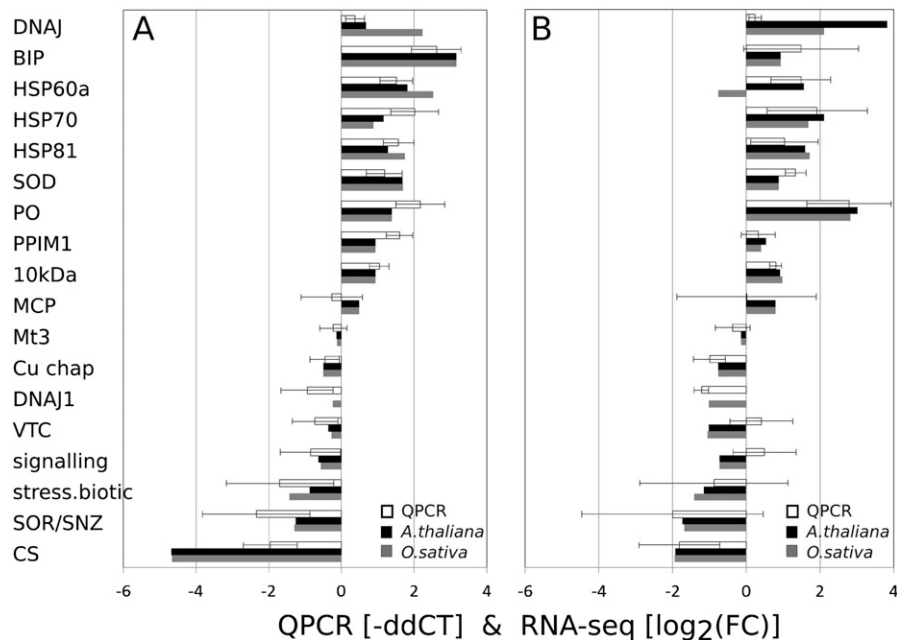 A
B
DNAJ
BIP
HSP60a
HSP70
HSP81
SOD
PO
PPIM1
10kDa
MCP
Mt3
Cu chap
DNAJ1
VTC
signalling
stress.biotic
SOR/SNZ
CS
QPCR
A.thaliana
O.sativa
QPCR
A.thaliana
O.sativa
-6 -4 -2 0 2 4
-6 -4 -2 0 2 4
QPCR [-ddCT] & RNA-seq [log2(FC)]